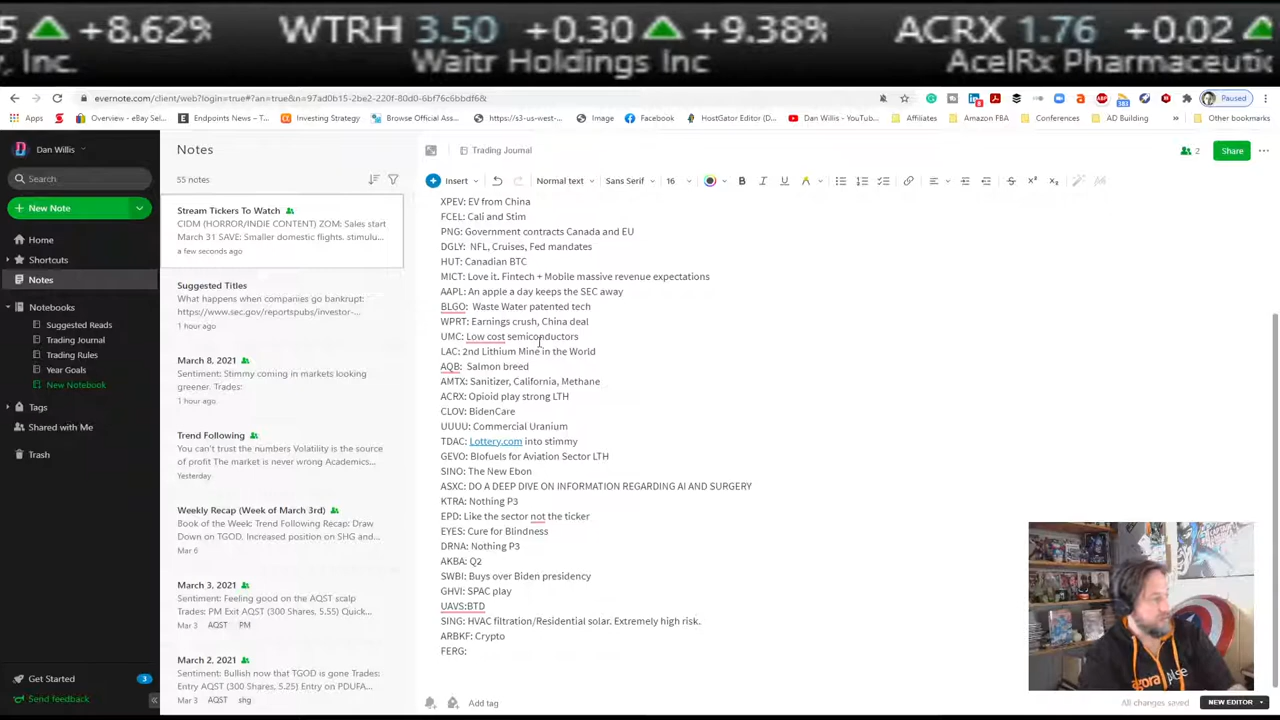 5 +8.62% WTRH 3.50 +0.30 +9.38% ACRX 1.76 +0.02
, Inc. Waitr Holdings Inc AcelRx Pharmaceutic
evernote.com/client/web?login=true#?an=true&n=97ad0b15-2be2-220f-80d0-6bf76c6bbdf6& Paused
Apps Overview - eBay Sel... Endpoints News – T... Investing Strategy Browse Official Ass... https://s3-us-west-... Image Facebook HostGator Editor (D... Dan Willis - YouTub... Affiliates Amazon FBA Conferences AD Building » Other bookmarks
Dan Willis
Search
+ New Note
Home
Shortcuts
Notes
Notebooks
Suggested Reads
Trading Journal
Trading Rules
Year Goals
New Notebook
Tags
Shared with Me
Trash
Get Started 3
Send feedback
Notes
55 notes
Stream Tickers To Watch
CIDM (HORROR/INDIE CONTENT) ZOM: Sales start
March 31 SAVE: Smaller domestic flights. stimulu...
a few seconds ago
Suggested Titles
What happens when companies go bankrupt:
https://www.sec.gov/reportspubs/investor-...
1 hour ago
March 8, 2021
Sentiment: Stimmy coming in markets looking
greener. Trades:
1 hour ago
Trend Following
You can't trust the numbers Volatility is the source
of profit The market is never wrong Academics...
Yesterday
Weekly Recap (Week of March 3rd)
Book of the Week: Trend Following Recap: Draw
Down on TGOD. Increased position on SHG and...
Mar 6
March 3, 2021
Sentiment: Feeling good on the AQST scalp
Trades: PM Exit AQST (300 Shares, 5.55) Quick...
Mar 3 AQST PM
March 2, 2021
Sentiment: Bullish now that TGOD is gone Trades:
Entry AQST (300 Shares, 5.25) Entry on PDUFA...
Mar 3 AQST shg
Trading Journal 2 Share
Insert Normal text Sans Serif 16 B I U
XPEV: EV from China
FCEL: Cali and Stim
PNG: Government contracts Canada and EU
DGLY: NFL, Cruises, Fed mandates
HUT: Canadian BTC
MICT: Love it. Fintech + Mobile massive revenue expectations
AAPL: An apple a day keeps the SEC away
BLGO: Waste Water patented tech
WPRT: Earnings crush, China deal
UMC: Low cost semiconductors
LAC: 2nd Lithium Mine in the World
AQB: Salmon breed
AMTX: Sanitizer, California, Methane
ACRX: Opioid play strong LTH
CLOV: BidenCare
UUUU: Commercial Uranium
TDAC: Lottery.com into stimmy
GEVO: BIofuels for Aviation Sector LTH
SINO: The New Ebon
ASXC: DO A DEEP DIVE ON INFORMATION REGARDING AI AND SURGERY
KTRA: Nothing P3
EPD: Like the sector not the ticker
EYES: Cure for Blindness
DRNA: Nothing P3
AKBA: Q2
SWBI: Buys over Biden presidency
GHVI: SPAC play
UAVS:BTD
SING: HVAC filtration/Residential solar. Extremely high risk.
ARBKF: Crypto
FERG:
Add tag All changes saved NEW EDITOR